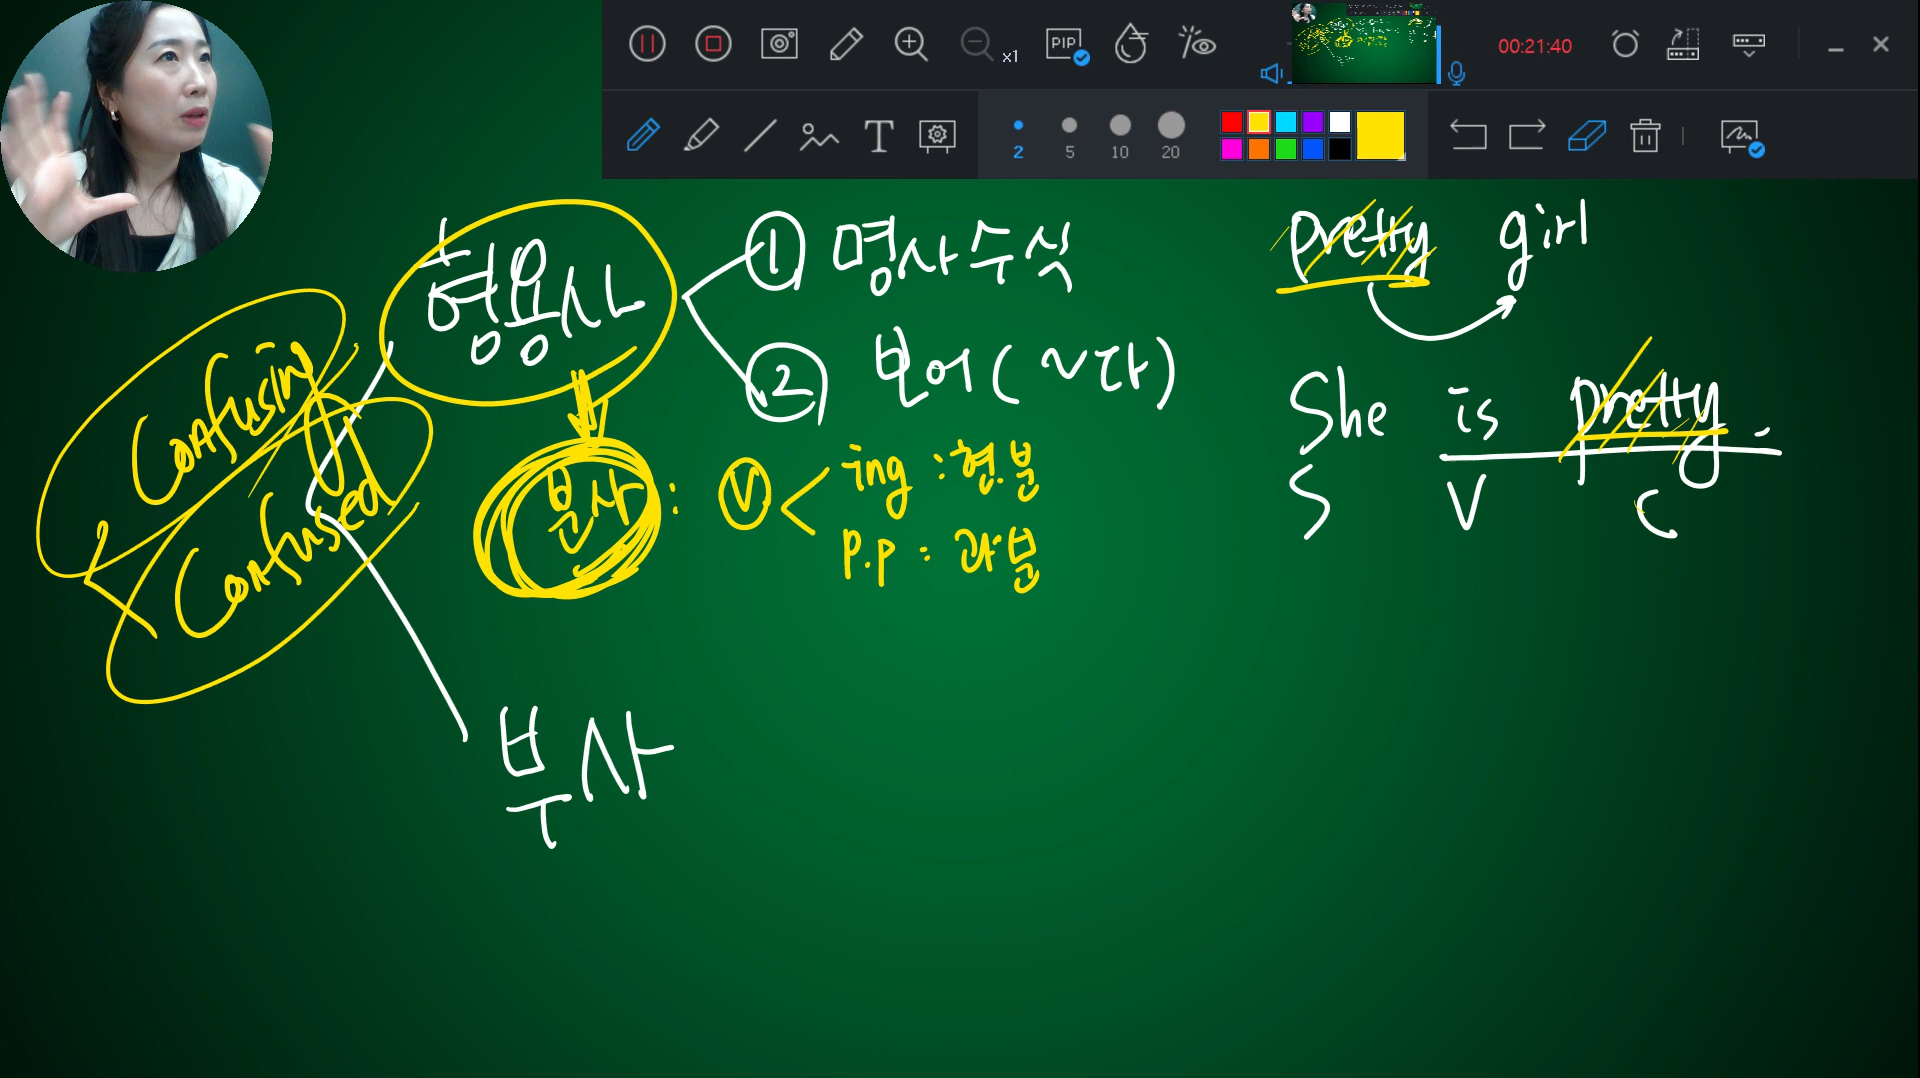 PIP
x1
00:21:40
T
2 5 10 20
형용사
① 명사수식
② 보어(~다)
pretty girl
She is pretty.
S V C
Confusing
Confused
분사 : ⓥ
ing : 현분
p.p : 과분
부사